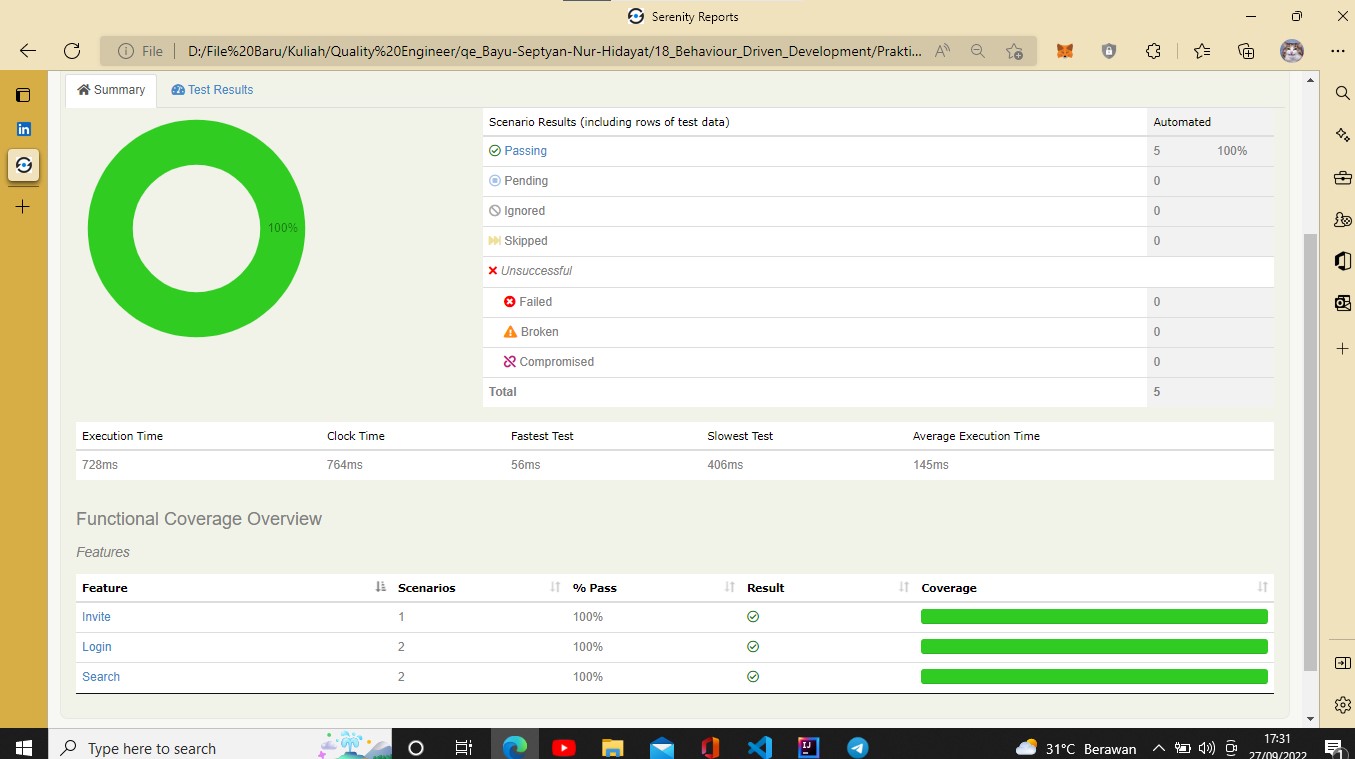 Serenity Reports
File D:/File%20Baru/Kuliah/Quality%20Engineer/qe_Bayu-Septyan-Nur-Hidayat/18_Behaviour_Driven_Development/Prakti...
Summary Test Results
Scenario Results (including rows of test data) Automated
Passing 5 100%
Pending 0
Ignored 0
Skipped 0
Unsuccessful
Failed 0
Broken 0
Compromised 0
Total 5
100%
Execution Time Clock Time Fastest Test Slowest Test Average Execution Time
728ms 764ms 56ms 406ms 145ms
Functional Coverage Overview
Features
Feature Scenarios % Pass Result Coverage
Invite 1 100%
Login 2 100%
Search 2 100%
Type here to search
31°C Berawan
17:31
27/09/2022
1